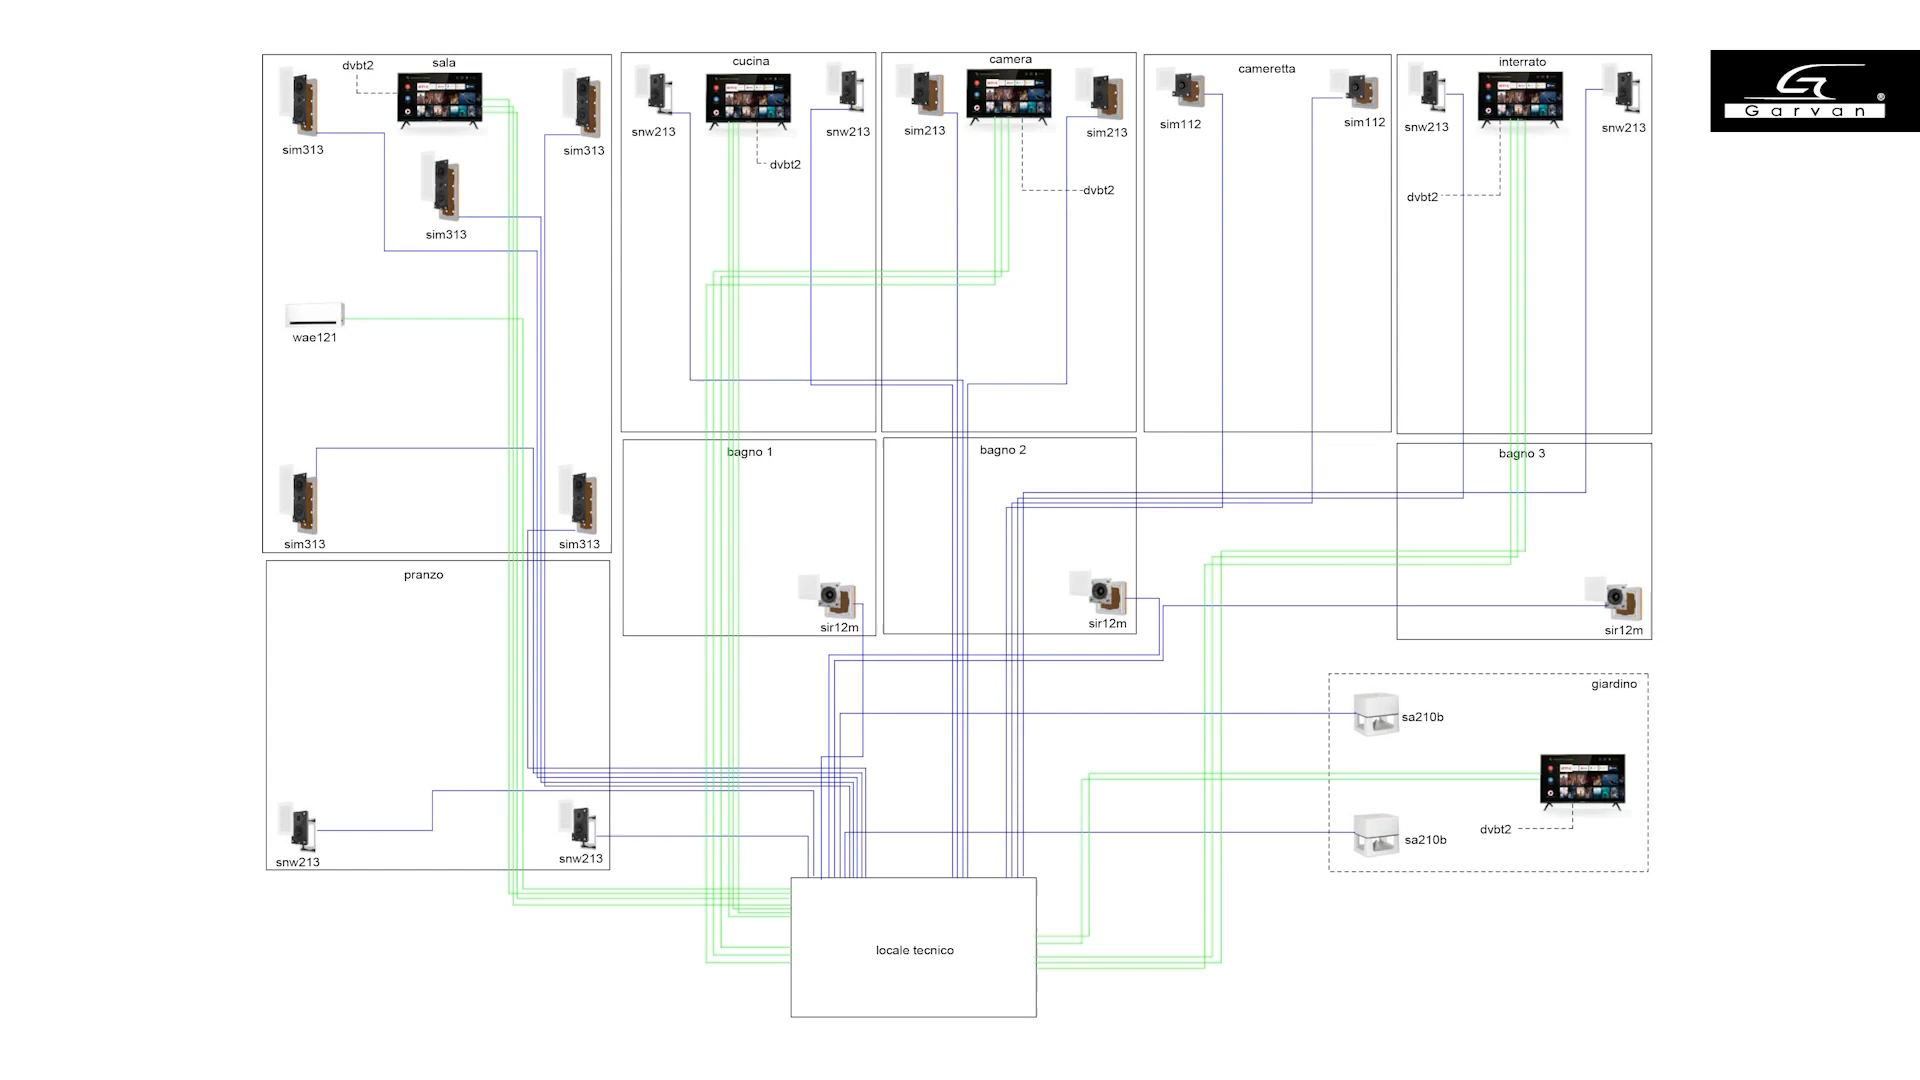 dvbt2
sala
sim313
sim313
sim313
wae121
sim313
sim313
cucina
snw213
snw213
dvbt2
camera
sim213
sim213
dvbt2
cameretta
sim112
sim112
interrato
snw213
snw213
dvbt2
Garvan
®
bagno 1
sir12m
bagno 2
sir12m
bagno 3
sir12m
pranzo
snw213
snw213
giardino
sa210b
sa210b
dvbt2
locale tecnico